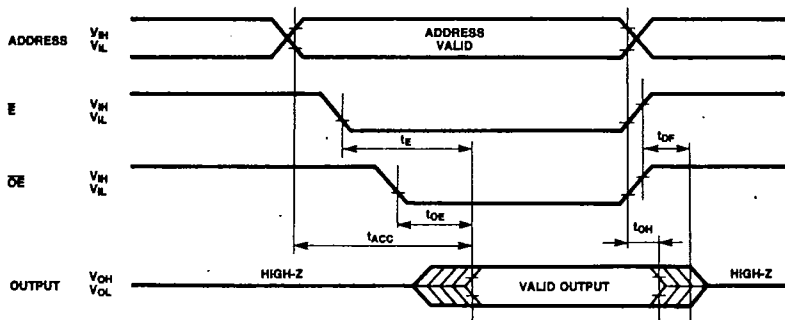 ADDRESS
VIH
VIL
ADDRESS
VALID
E
VIH
VIL
tE
tDF
OE
VIH
VIL
tOE
tACC
tOH
OUTPUT
VOH
VOL
HIGH-Z
VALID OUTPUT
HIGH-Z